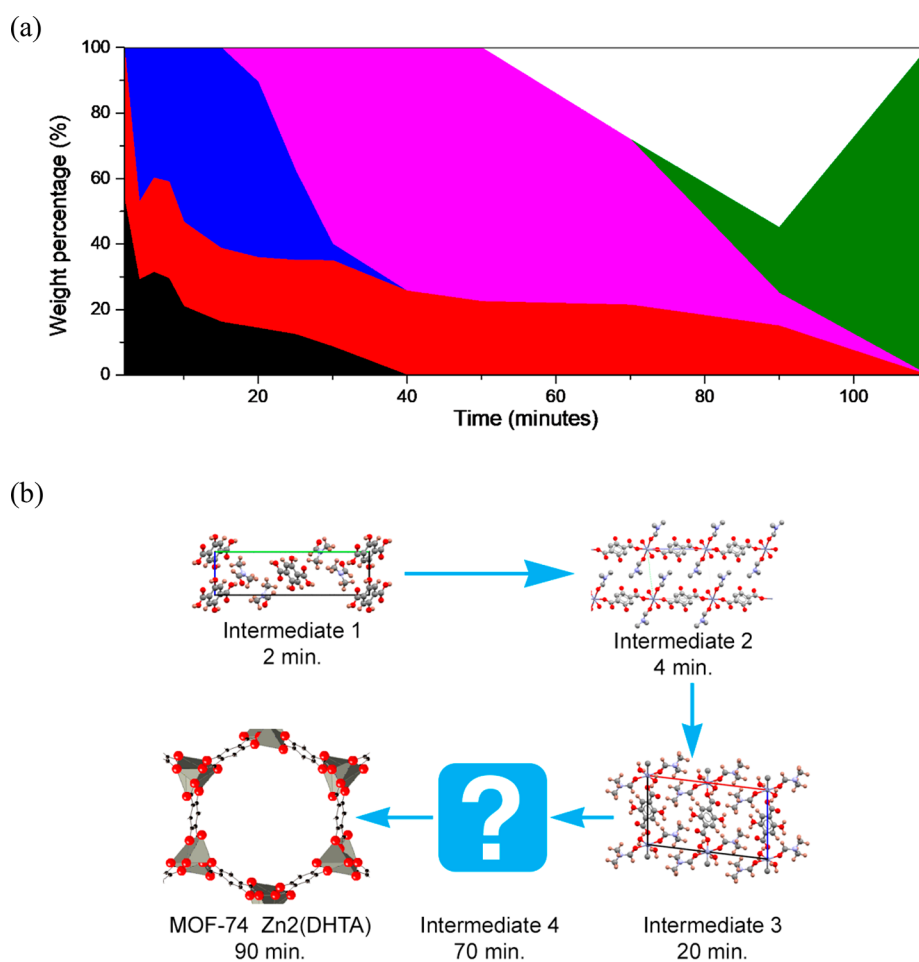 (a)
100
80
60
40
20
0
Weight percentage (%)
20 40 60 80 100
Time (minutes)
(b)
Intermediate 1
2 min.
Intermediate 2
4 min.
?
MOF-74 Zn2(DHTA)
90 min.
Intermediate 4
70 min.
Intermediate 3
20 min.